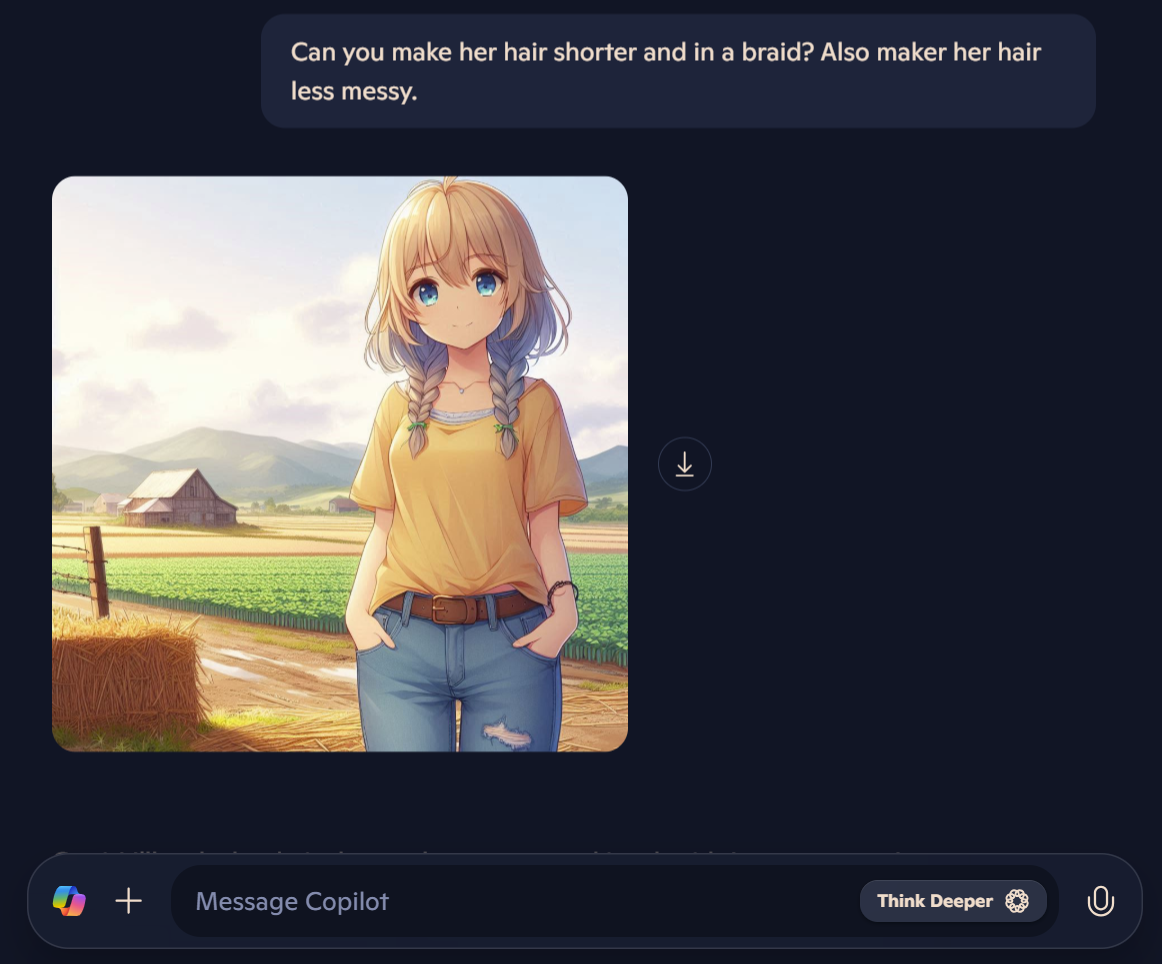 Can you make her hair shorter and in a braid? Also maker her hair
less messy.
Message Copilot
Think Deeper